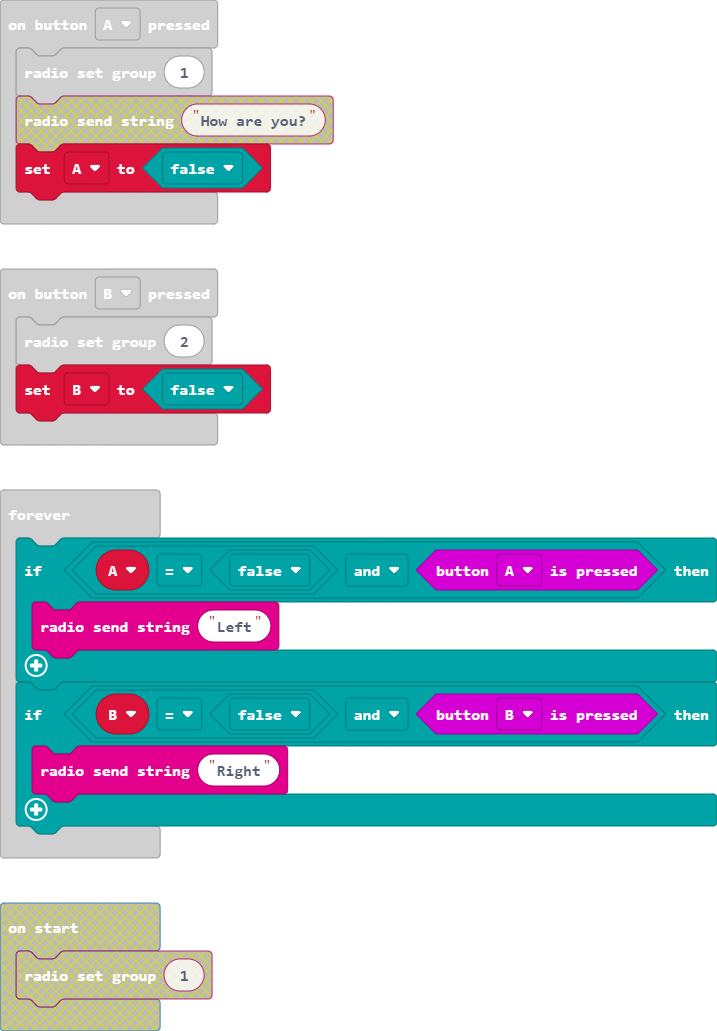 on button A pressed
radio set group 1
radio send string "How are you?"
set A to false
on button B pressed
radio set group 2
set B to false
forever
if A = false and button A is pressed then
radio send string "Left"
if B = false and button B is pressed then
radio send string "Right"
on start
radio set group 1